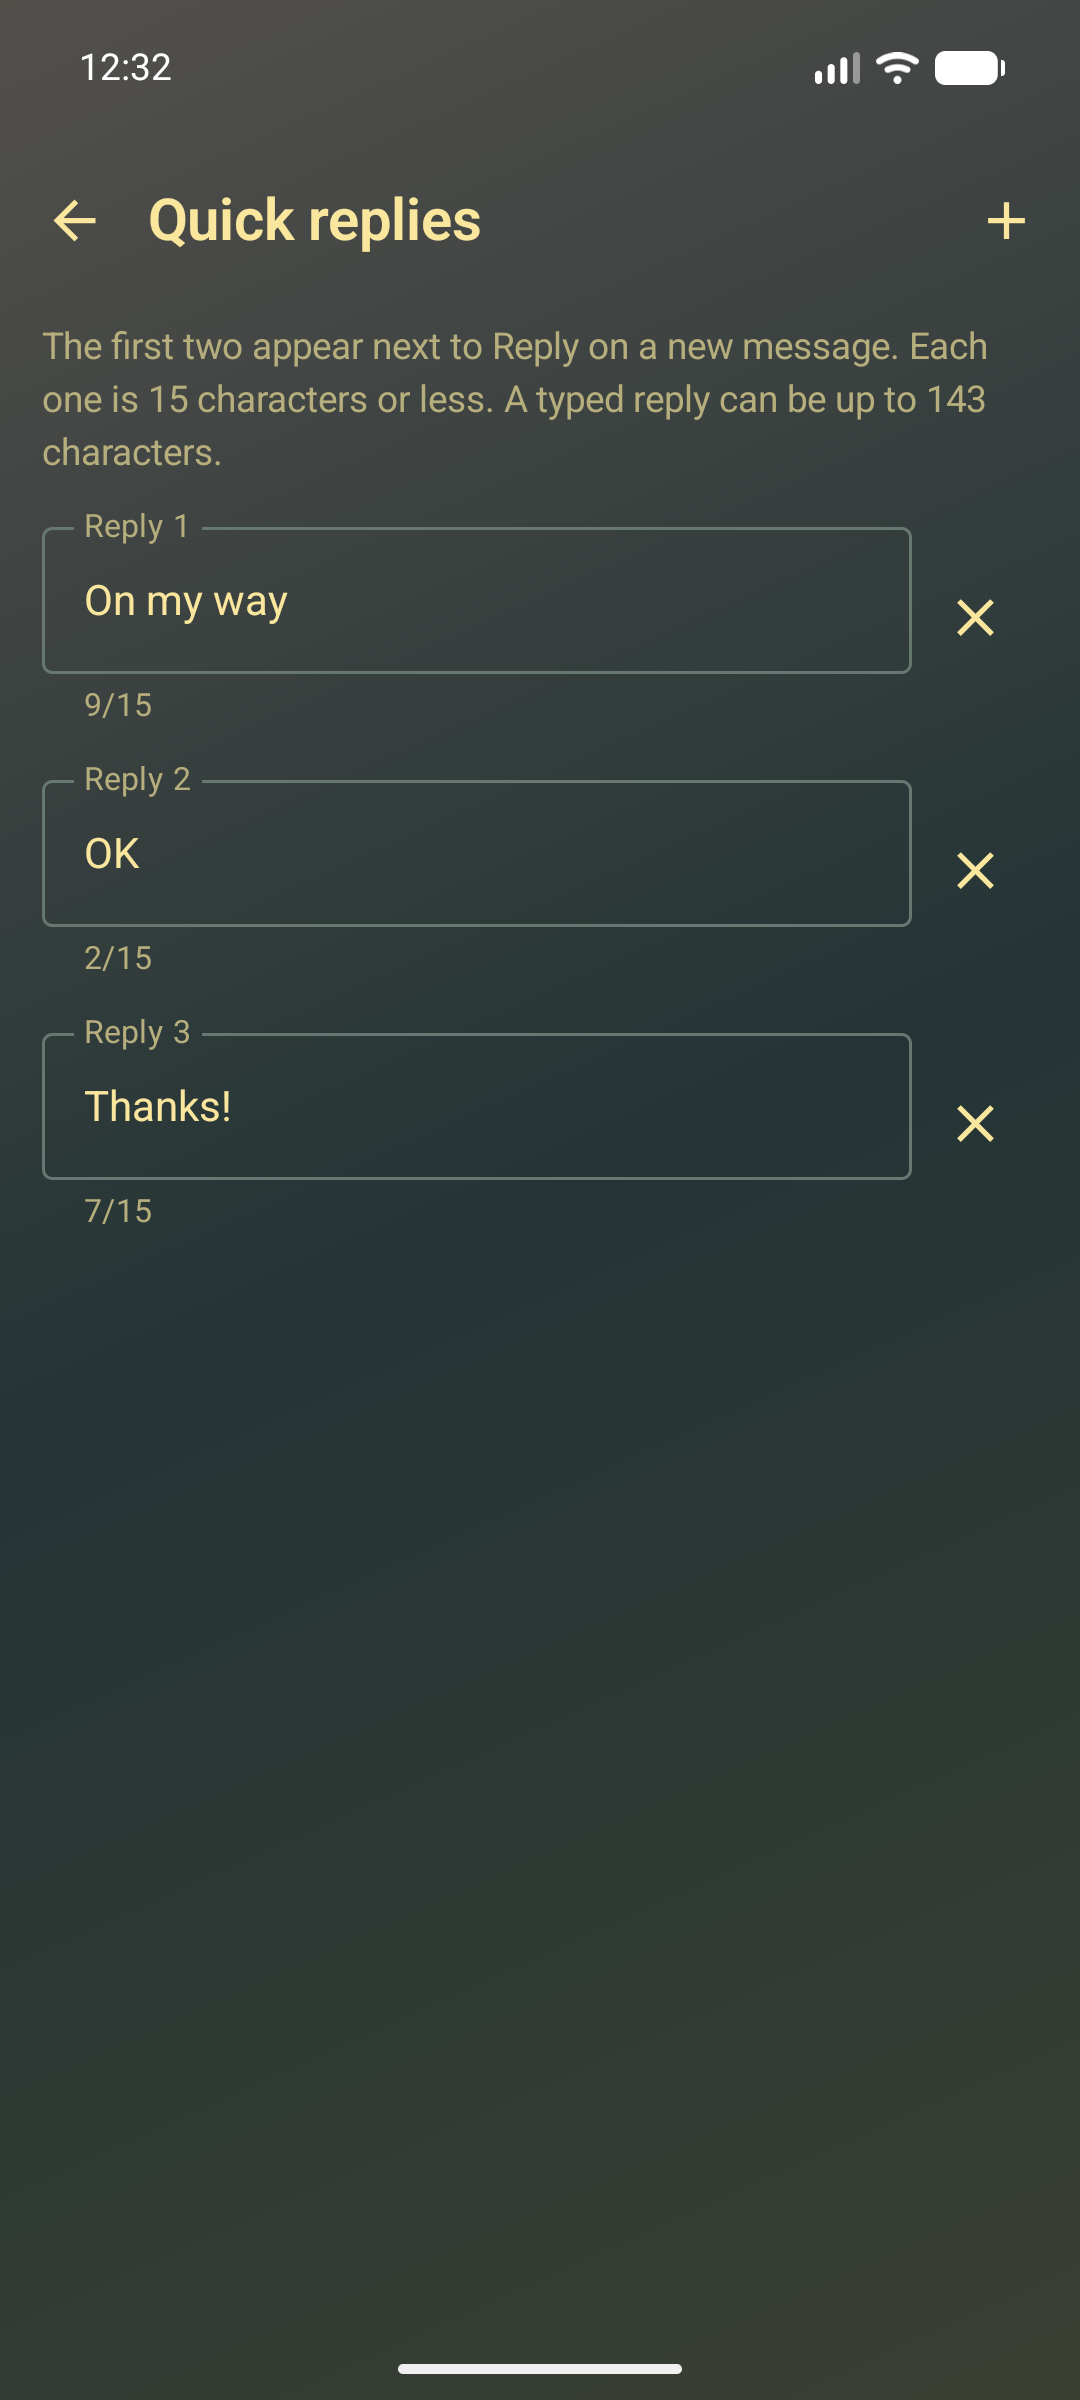 12:32
Quick replies
The first two appear next to Reply on a new message. Each
one is 15 characters or less. A typed reply can be up to 143
characters.
Reply 1
On my way
9/15
Reply 2
OK
2/15
Reply 3
Thanks!
7/15